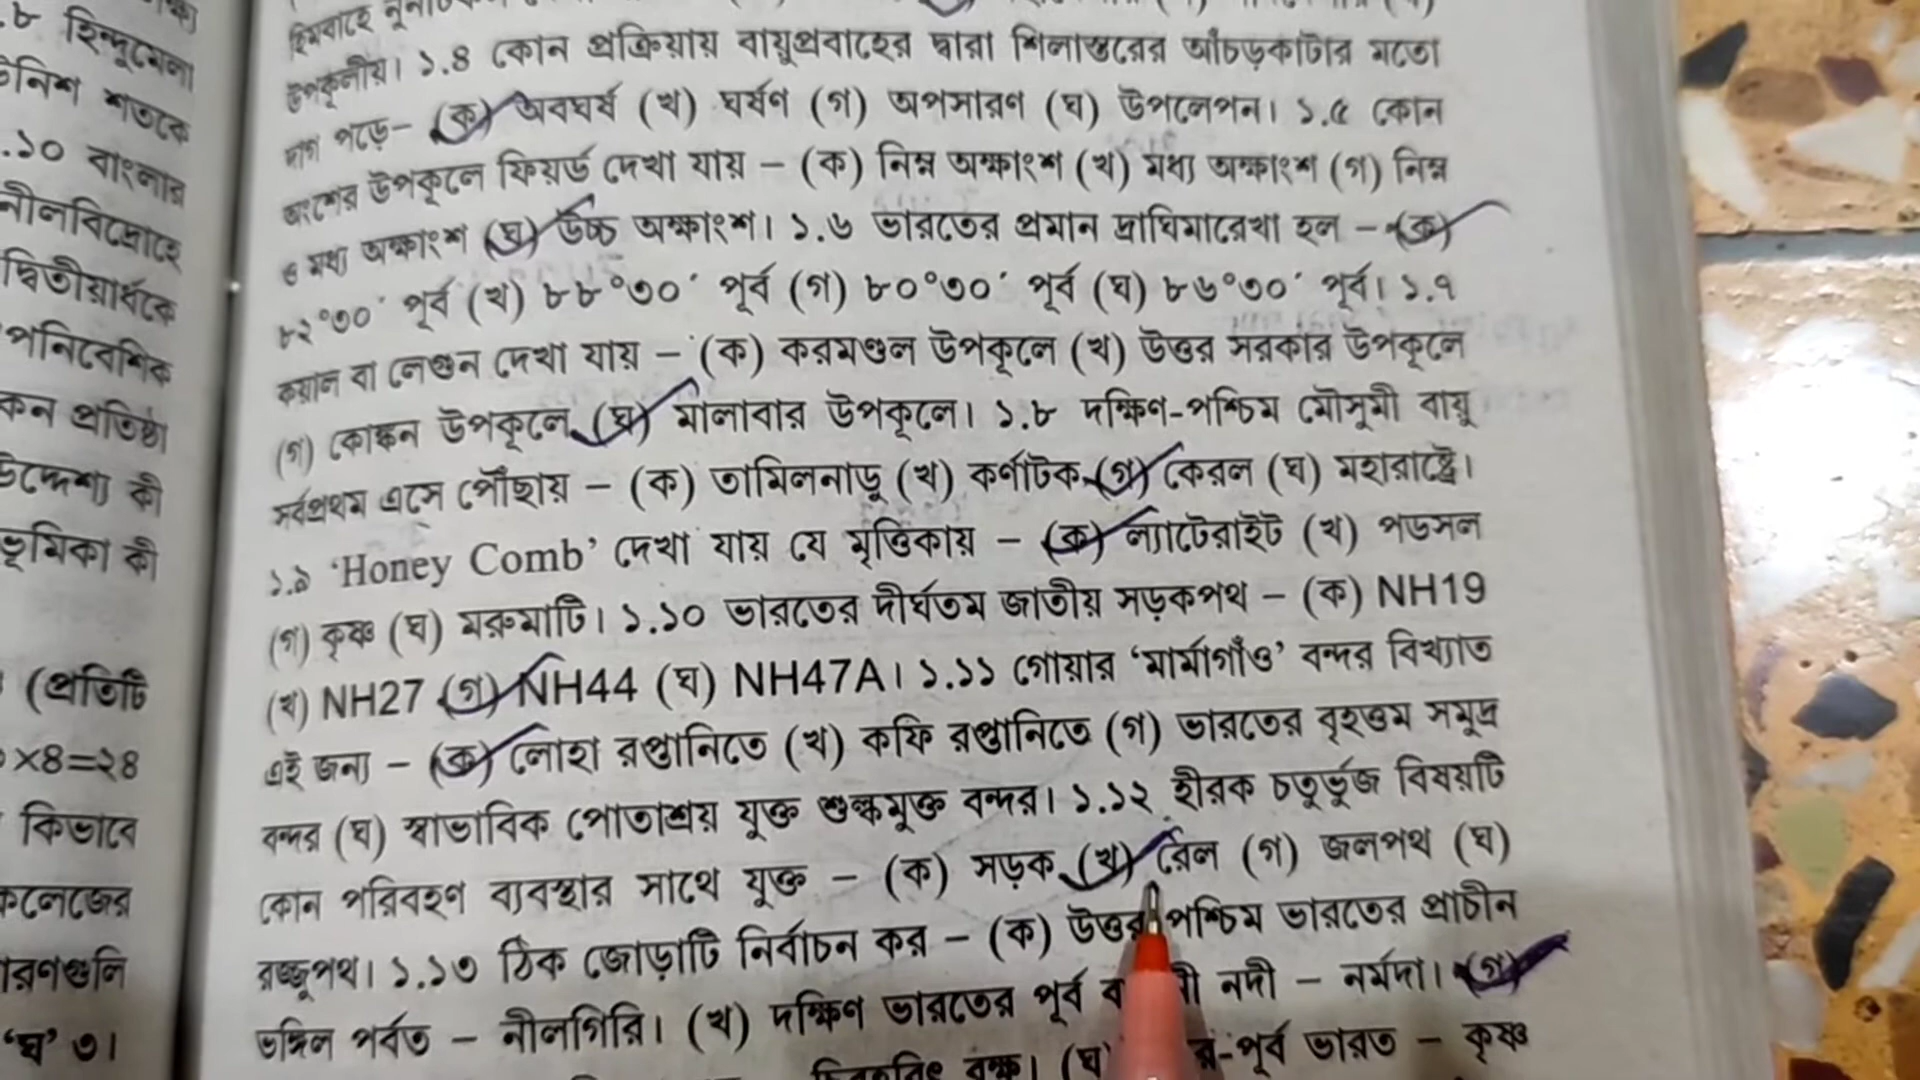 .৮ হিন্দুমেলা
উনিশ শতকে
.১০ বাংলার
নীলবিদ্রোহে
দ্বিতীয়ার্ধকে
পনিবেশিক
কন প্রতিষ্ঠা
উদ্দেশ্য কী
ভূমিকা কী
(প্রতিটি
×৪=২৪
কিভাবে
কলেজের
ারণগুলি
‘ঘ’ ৩।
হিমবাহে
উপকূলীয়। ১.৪ কোন প্রক্রিয়ায় বায়ুপ্রবাহের দ্বারা শিলাস্তরের আঁচড়কাটার মতো
দাগ পড়ে– (ক) অবঘর্ষ (খ) ঘর্ষণ (গ) অপসারণ (ঘ) উপলেপন। ১.৫ কোন
অংশের উপকূলে ফিয়র্ড দেখা যায় – (ক) নিম্ন অক্ষাংশ (খ) মধ্য অক্ষাংশ (গ) নিম্ন
ও মধ্য অক্ষাংশ (ঘ) উচ্চ অক্ষাংশ। ১.৬ ভারতের প্রমান দ্রাঘিমারেখা হল – (ক)
৮২°৩০´ পূর্ব (খ) ৮৮°৩০´ পূর্ব (গ) ৮০°৩০´ পূর্ব (ঘ) ৮৬°৩০´ পূর্ব। ১.৭
কয়াল বা লেগুন দেখা যায় – (ক) করমণ্ডল উপকূলে (খ) উত্তর সরকার উপকূলে
(গ) কোঙ্কন উপকূলে (ঘ) মালাবার উপকূলে। ১.৮ দক্ষিণ-পশ্চিম মৌসুমী বায়ু
সর্বপ্রথম এসে পৌঁছায় – (ক) তামিলনাড়ু (খ) কর্ণাটক (গ) কেরল (ঘ) মহারাষ্ট্রে।
১.৯ ‘Honey Comb’ দেখা যায় যে মৃত্তিকায় – (ক) ল্যাটেরাইট (খ) পডসল
(গ) কৃষ্ণ (ঘ) মরুমাটি। ১.১০ ভারতের দীর্ঘতম জাতীয় সড়কপথ – (ক) NH19
(খ) NH27 (গ) NH44 (ঘ) NH47A। ১.১১ গোয়ার ‘মার্মাগাঁও’ বন্দর বিখ্যাত
এই জন্য – (ক) লোহা রপ্তানিতে (খ) কফি রপ্তানিতে (গ) ভারতের বৃহত্তম সমুদ্র
বন্দর (ঘ) স্বাভাবিক পোতাশ্রয় যুক্ত শুল্কমুক্ত বন্দর। ১.১২ হীরক চতুর্ভুজ বিষয়টি
কোন পরিবহণ ব্যবস্থার সাথে যুক্ত – (ক) সড়ক (খ) রেল (গ) জলপথ (ঘ)
রজ্জুপথ। ১.১৩ ঠিক জোড়াটি নির্বাচন কর – (ক) উত্তর পশ্চিম ভারতের প্রাচীন
ভঙ্গিল পর্বত – নীলগিরি। (খ) দক্ষিণ ভারতের পূর্ব নদী – নর্মদা। (গ)
চিরহরিৎ বৃক্ষ। (ঘ) -পূর্ব ভারত – কৃষ্ণ